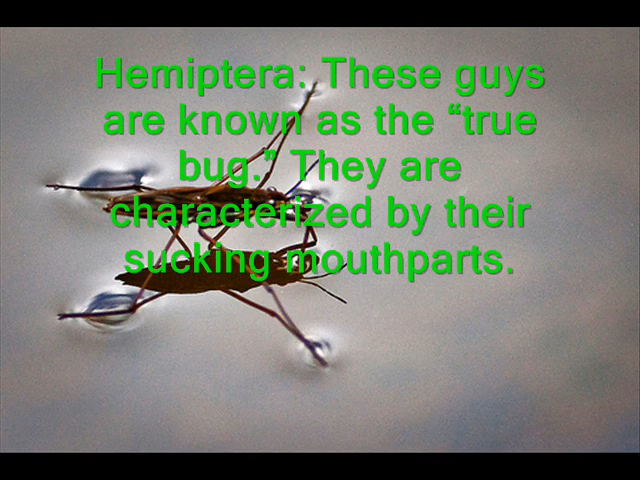 Hemiptera: These guys
are known as the “true
bug.” They are
characterized by their
sucking mouthparts.